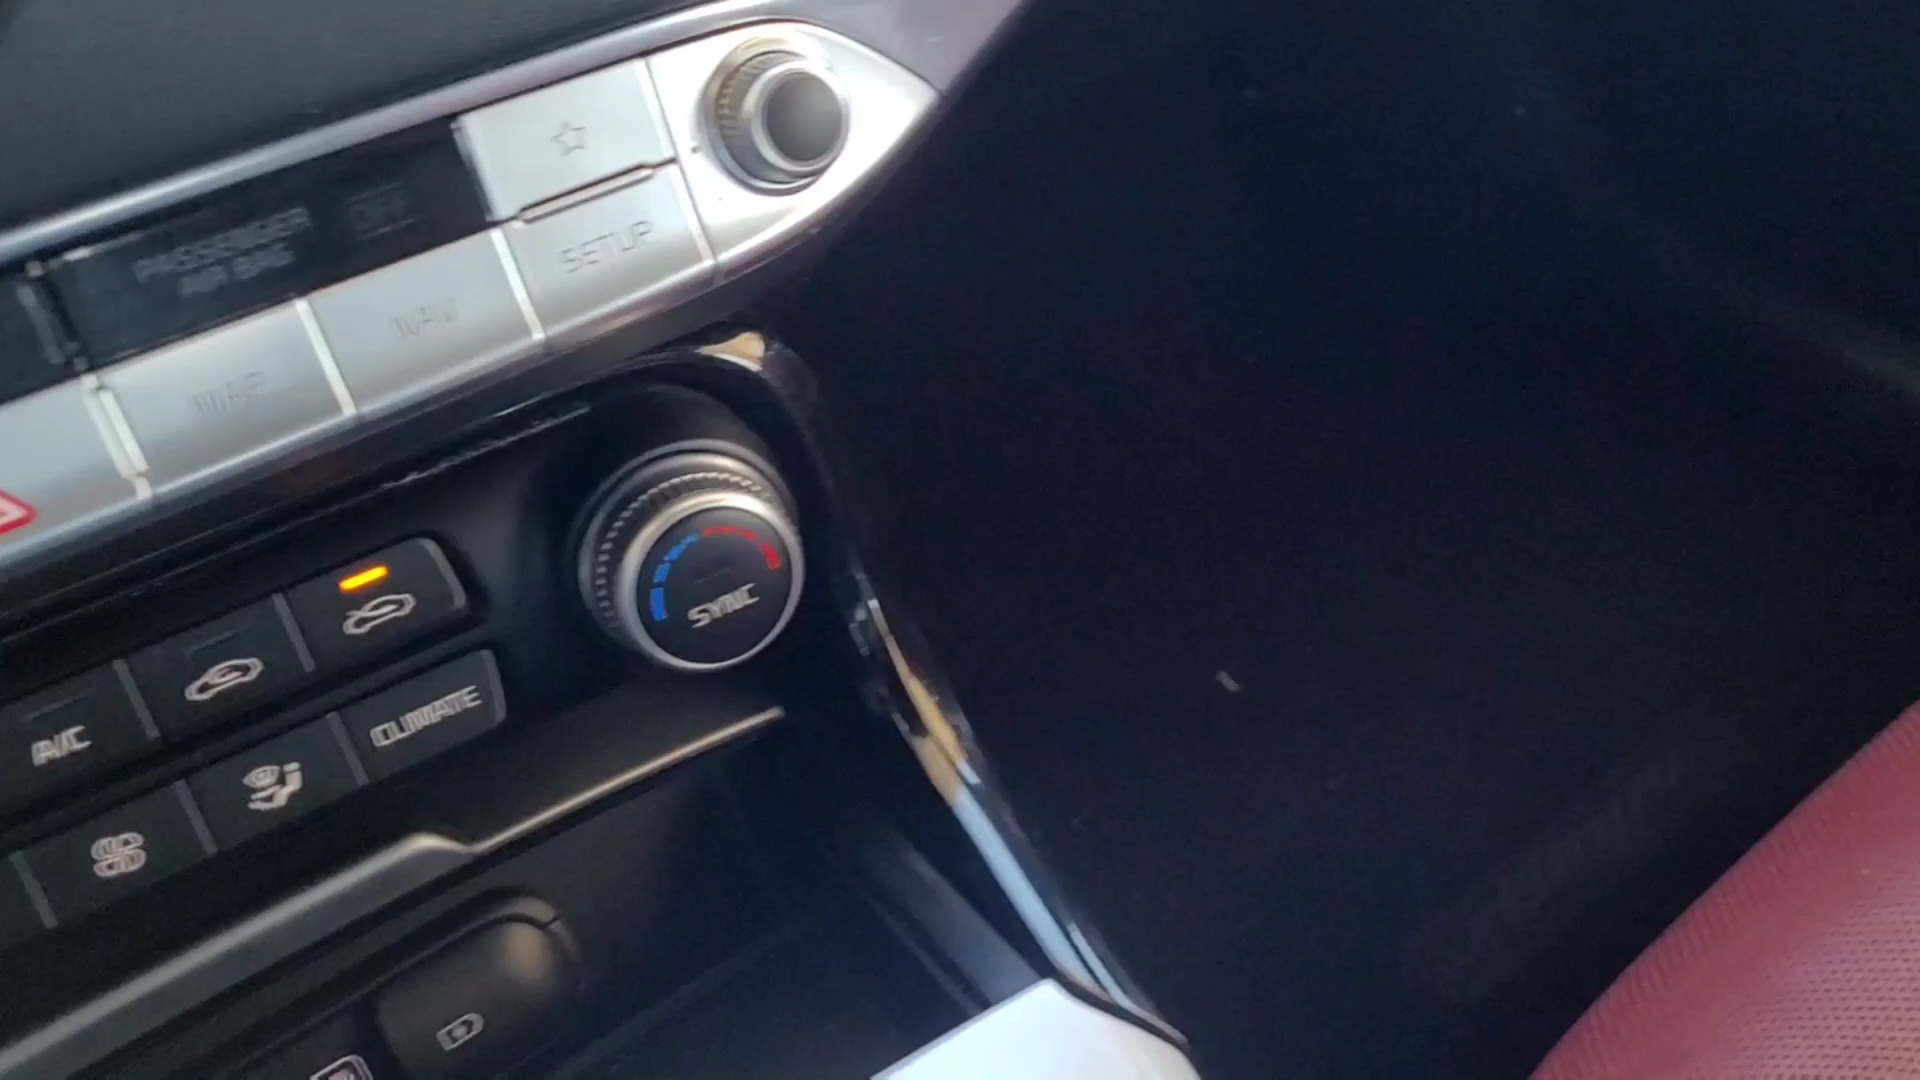 PASSENGER
AIR BAG
OFF
SETUP
NAV
MAP
SYNC
A/C
CLIMATE